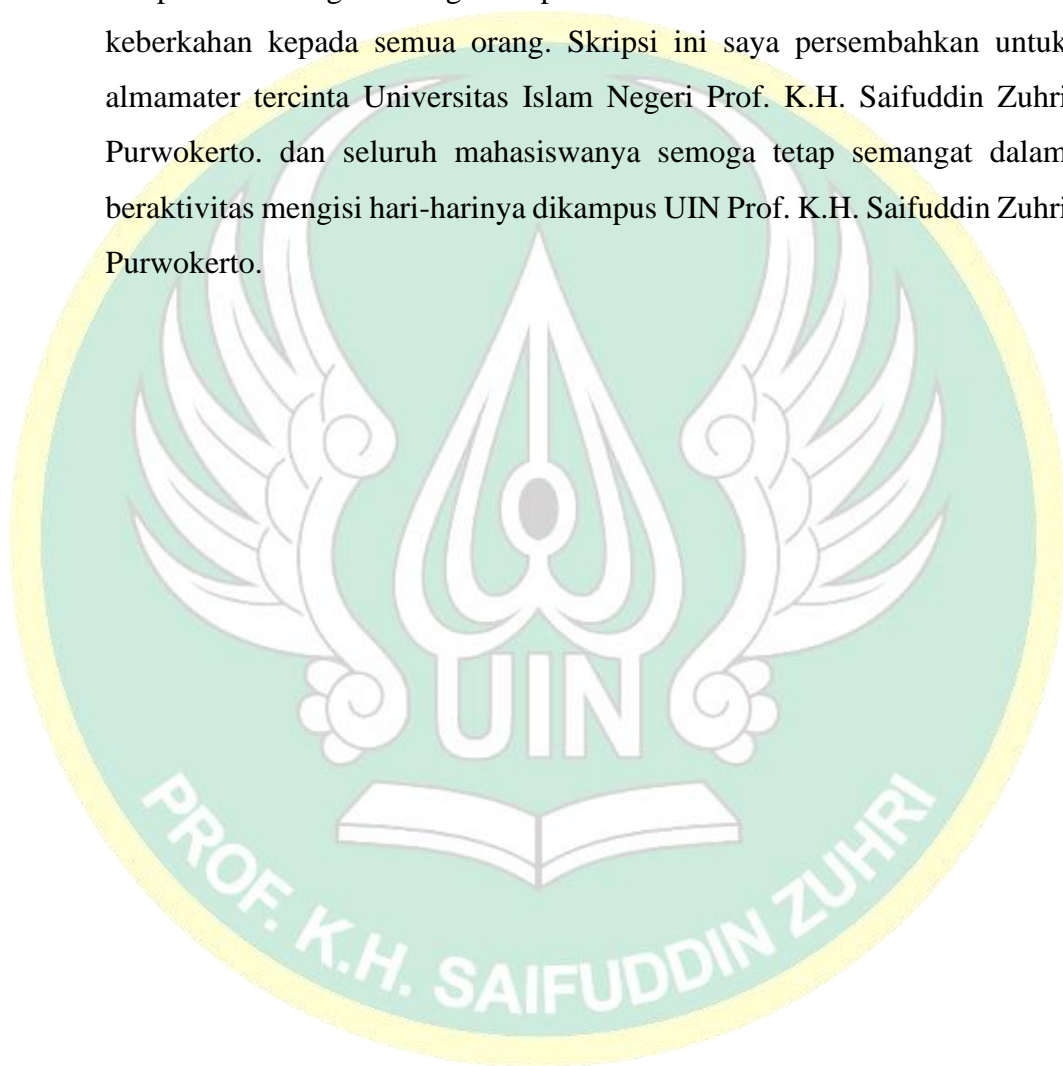 keberkahan kepada semua orang. Skripsi ini saya persembahkan untuk
almamater tercinta Universitas Islam Negeri Prof. K.H. Saifuddin Zuhri
Purwokerto. dan seluruh mahasiswanya semoga tetap semangat dalam
beraktivitas mengisi hari-harinya dikampus UIN Prof. K.H. Saifuddin Zuhri
Purwokerto.
UIN
PROF. K.H. SAIFUDDIN ZUHRI